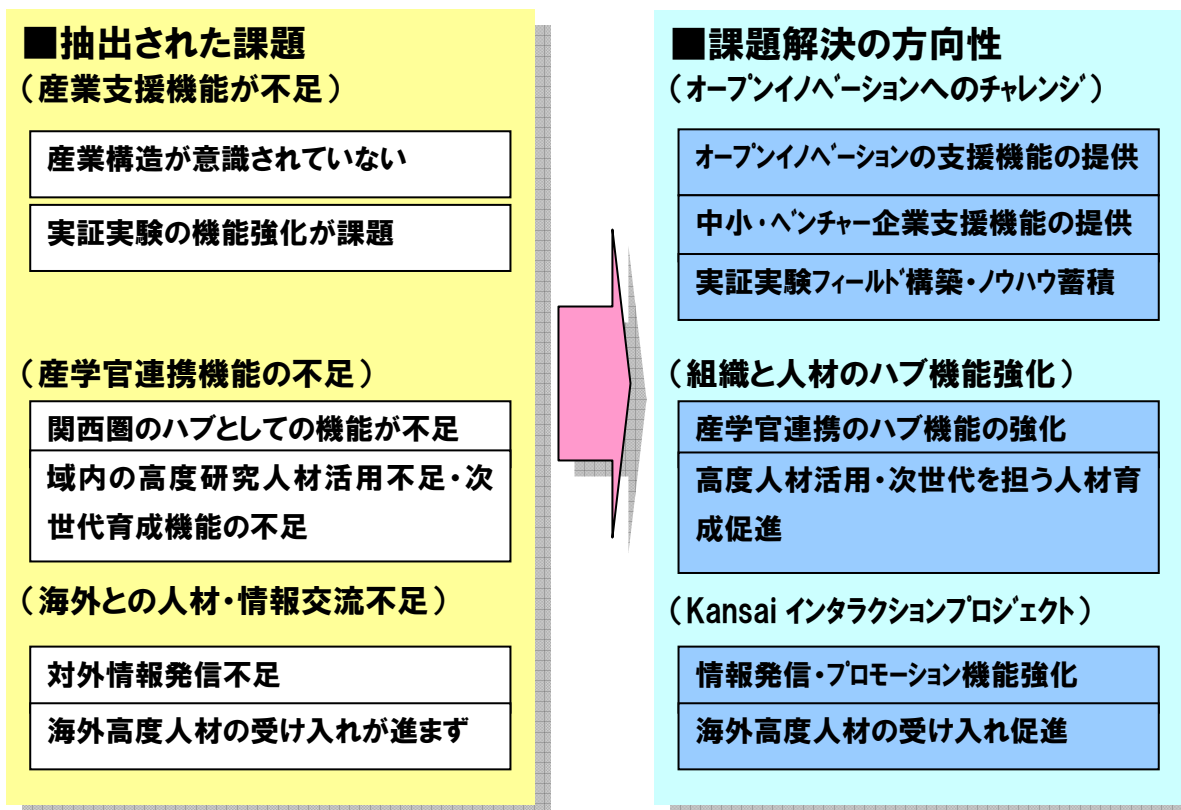 ■抽出された課題
（産業支援機能が不足）
産業構造が意識されていない
実証実験の機能強化が課題
（産学官連携機能の不足）
関西圏のハブとしての機能が不足
域内の高度研究人材活用不足・次
世代育成機能の不足
（海外との人材・情報交流不足）
対外情報発信不足
海外高度人材の受け入れが進まず
■課題解決の方向性
（ｵｰﾌﾟﾝｲﾉﾍﾞｰｼｮﾝへのﾁｬﾚﾝｼﾞ）
ｵｰﾌﾟﾝｲﾉﾍﾞｰｼｮﾝの支援機能の提供
中小・ﾍﾞﾝﾁｬｰ企業支援機能の提供
実証実験ﾌｨｰﾙﾄﾞ構築・ﾉｳﾊｳ蓄積
（組織と人材のハブ機能強化）
産学官連携のハブ機能の強化
高度人材活用・次世代を担う人材育
成促進
（Kansai ｲﾝﾀﾗｸｼｮﾝﾌﾟﾛｼﾞｪｸﾄ）
情報発信・ﾌﾟﾛﾓｰｼｮﾝ機能強化
海外高度人材の受け入れ促進